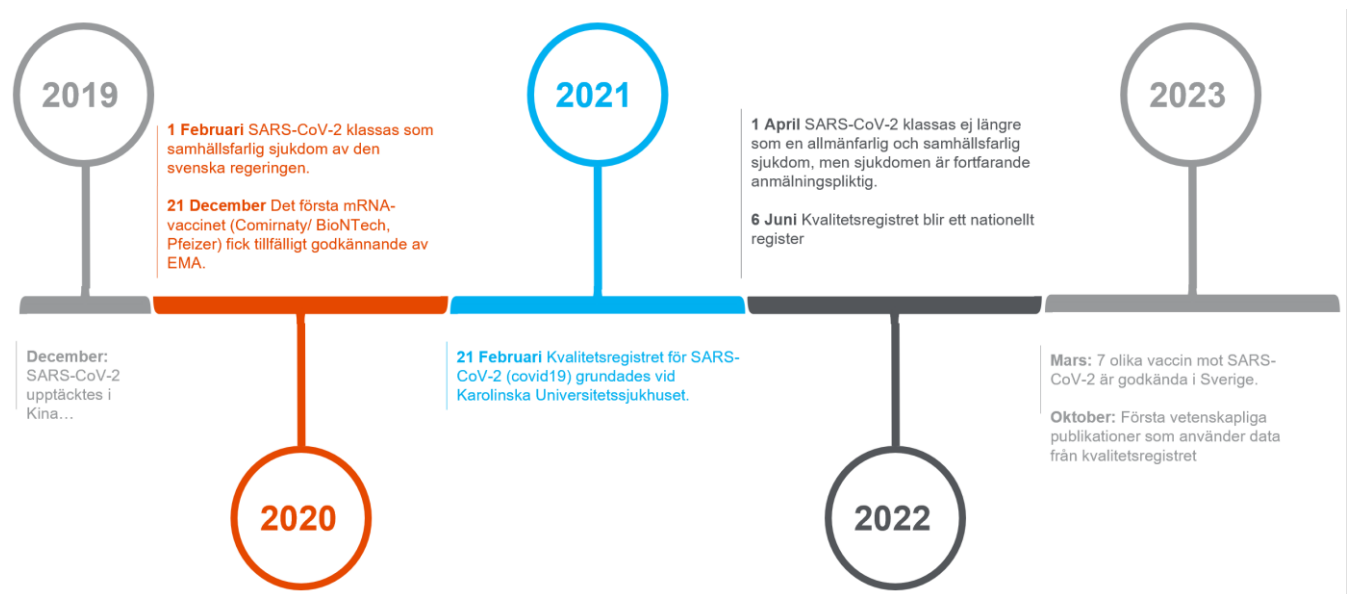 2019
December:
SARS-CoV-2
upptäcktes i
Kina…
1 Februari SARS-CoV-2 klassas som
samhällsfarlig sjukdom av den
svenska regeringen.
21 December Det första mRNA-
vaccinet (Comirnaty/ BioNTech,
Pfeizer) fick tillfälligt godkännande av
EMA.
2020
2021
21 Februari Kvalitetsregistret för SARS-
CoV-2 (covid19) grundades vid
Karolinska Universitetssjukhuset.
1 April SARS-CoV-2 klassas ej längre
som en allmänfarlig och samhällsfarlig
sjukdom, men sjukdomen är fortfarande
anmälningspliktig.
6 Juni Kvalitetsregistret blir ett nationellt
register
2022
2023
Mars: 7 olika vaccin mot SARS-
CoV-2 är godkända i Sverige.
Oktober: Första vetenskapliga
publikationer som använder data
från kvalitetsregistret